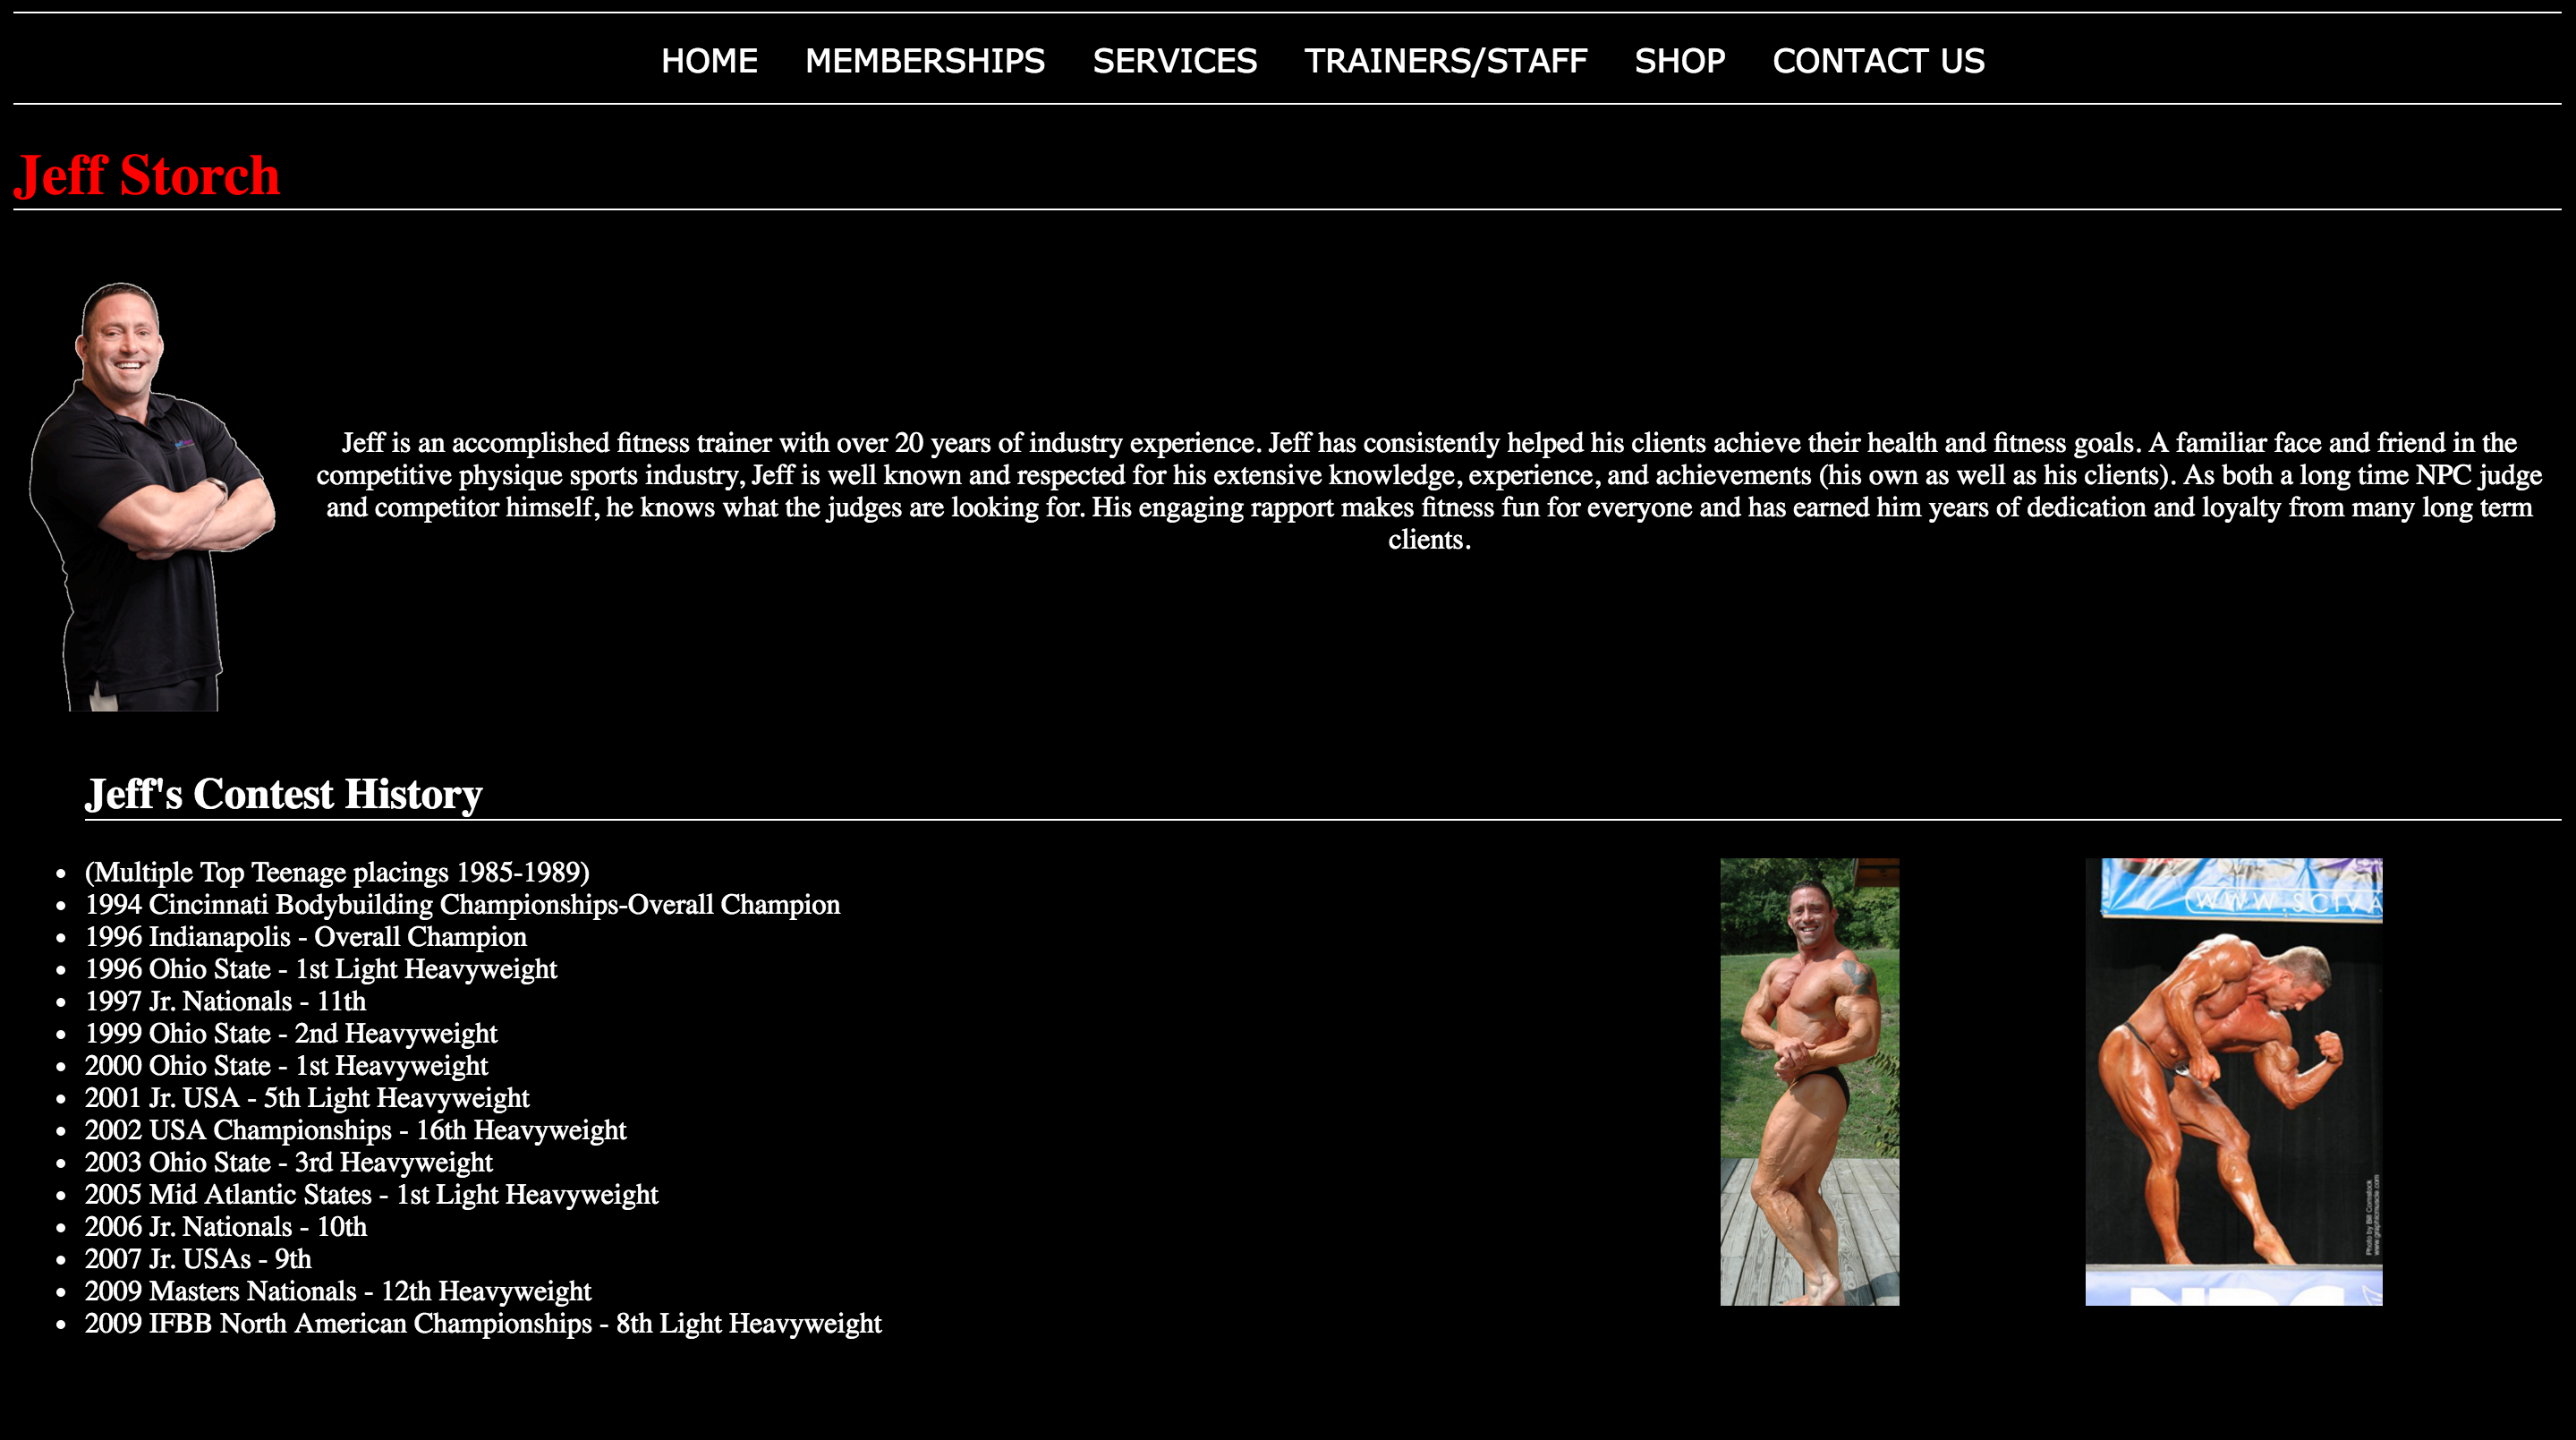 HOME MEMBERSHIPS SERVICES TRAINERS/STAFF SHOP CONTACT US
Jeff Storch
Jeff is an accomplished fitness trainer with over 20 years of industry experience. Jeff has consistently helped his clients achieve their health and fitness goals. A familiar face and friend in the
competitive physique sports industry, Jeff is well known and respected for his extensive knowledge, experience, and achievements (his own as well as his clients). As both a long time NPC judge
and competitor himself, he knows what the judges are looking for. His engaging rapport makes fitness fun for everyone and has earned him years of dedication and loyalty from many long term
clients.
Jeff's Contest History
• (Multiple Top Teenage placings 1985-1989)
• 1994 Cincinnati Bodybuilding Championships-Overall Champion
• 1996 Indianapolis - Overall Champion
• 1996 Ohio State - 1st Light Heavyweight
• 1997 Jr. Nationals - 11th
• 1999 Ohio State - 2nd Heavyweight
• 2000 Ohio State - 1st Heavyweight
• 2001 Jr. USA - 5th Light Heavyweight
• 2002 USA Championships - 16th Heavyweight
• 2003 Ohio State - 3rd Heavyweight
• 2005 Mid Atlantic States - 1st Light Heavyweight
• 2006 Jr. Nationals - 10th
• 2007 Jr. USAs - 9th
• 2009 Masters Nationals - 12th Heavyweight
• 2009 IFBB North American Championships - 8th Light Heavyweight
WWW.SCIVA
Photo by Bill Comstock
www.graphicmuscle.com